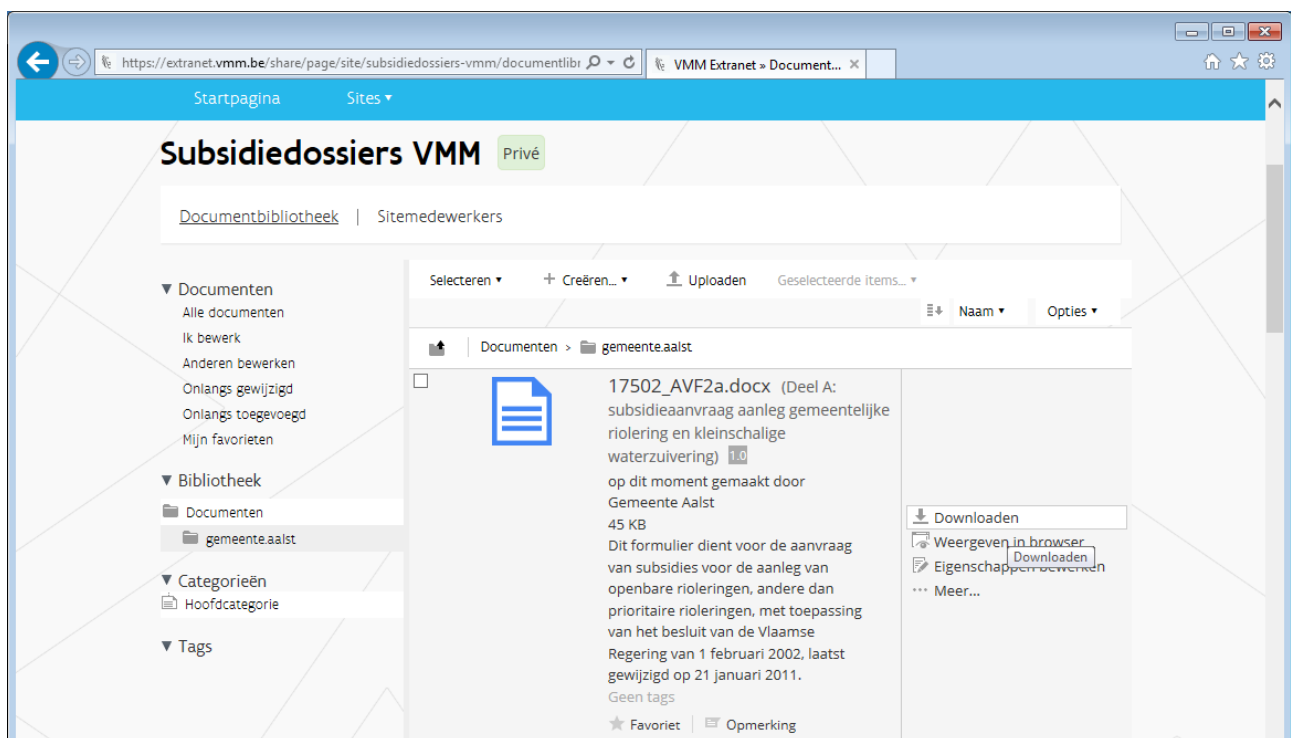 https://extranet.vmm.be/share/page/site/subsidiedossiers-vmm/documentlibr
VMM Extranet » Document...
Startpagina Sites
Subsidiedossiers VMM Privé
Documentbibliotheek | Sitemedewerkers
Selecteren Creëren... Uploaden Geselecteerde items...
Naam Opties
Documenten > gemeente.aalst
Documenten
Alle documenten
Ik bewerk
Anderen bewerken
Onlangs gewijzigd
Onlangs toegevoegd
Mijn favorieten
Bibliotheek
Documenten
gemeente.aalst
Categorieën
Hoofdcategorie
Tags
17502_AVF2a.docx (Deel A:
subsidieaanvraag aanleg gemeentelijke
riolering en kleinschalige
waterzuivering) 1.0
op dit moment gemaakt door
Gemeente Aalst
45 KB
Dit formulier dient voor de aanvraag
van subsidies voor de aanleg van
openbare rioleringen, andere dan
prioritaire rioleringen, met toepassing
van het besluit van de Vlaamse
Regering van 1 februari 2002, laatst
gewijzigd op 21 januari 2011.
Geen tags
Favoriet Opmerking
Downloaden
Weergeven in browser
Downloaden
Eigenschappen bewerken
Meer...